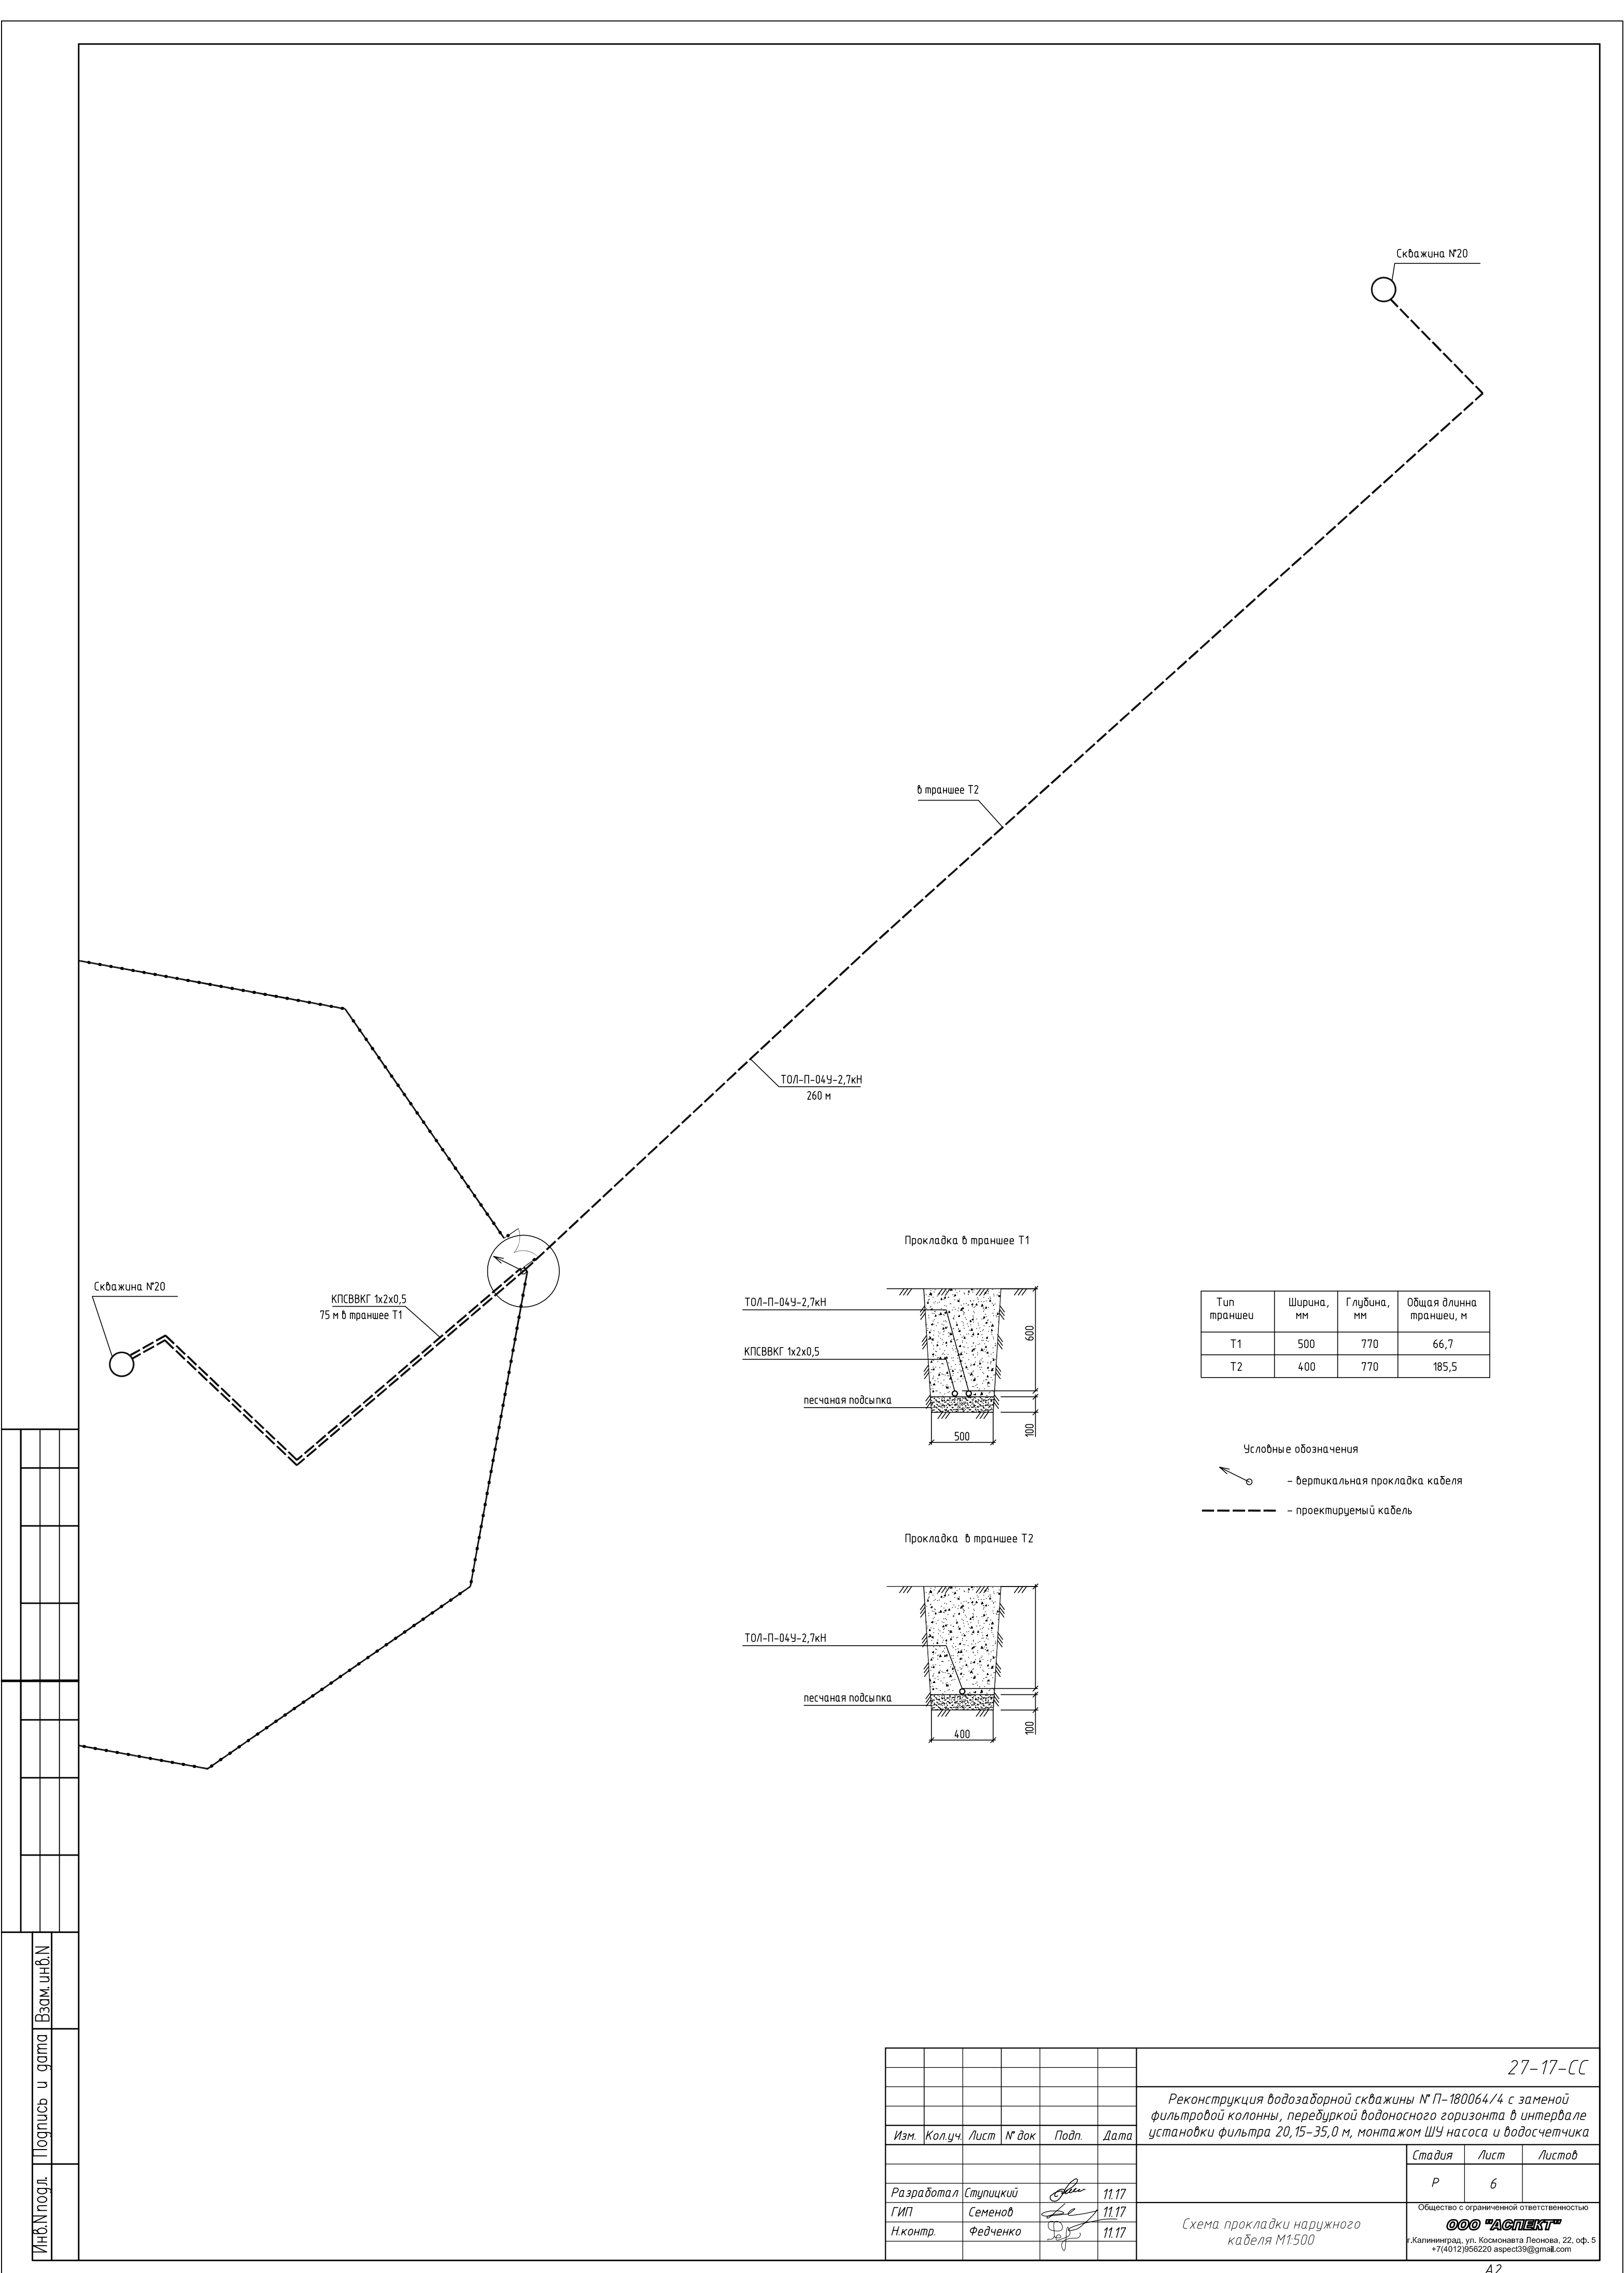 Скважина №20
в траншее Т2
ТОЛ-П-04У-2,7кН
260 м
Скважина №20
КПСВВКГ 1х2х0,5
75 м в траншее Т1
Прокладка в траншее Т1
ТОЛ-П-04У-2,7кН
КПСВВКГ 1х2х0,5
песчаная подсыпка
600
100
500
Тип траншеи
Ширина, мм
Глубина, мм
Общая длинна траншеи, м
Т1 500 770 66,7
Т2 400 770 185,5
Условные обозначения
- вертикальная прокладка кабеля
- проектируемый кабель
Прокладка в траншее Т2
ТОЛ-П-04У-2,7кН
песчаная подсыпка
100
400
Взам. инв.N
Подпись и дата
Инв.N подл.
27-17-СС
Реконструкция водозаборной скважины № П-180064/4 с заменой
фильтровой колонны, перебуркой водоносного горизонта в интервале
установки фильтра 20,15-35,0 м, монтажом ШУ насоса и водосчетчика
Изм. Кол.уч. Лист № док Подп. Дата
Стадия Лист Листов
Р 6
Разработал Ступицкий 11.17
ГИП Семенов 11.17
Н.контр. Федченко 11.17
Схема прокладки наружного
кабеля М1:500
Общество с ограниченной ответственностью
ООО "АСПЕКТ"
г.Калининград, ул. Космонавта Леонова, 22, оф. 5
+7(4012)956220 aspect39@gmail.com
А2